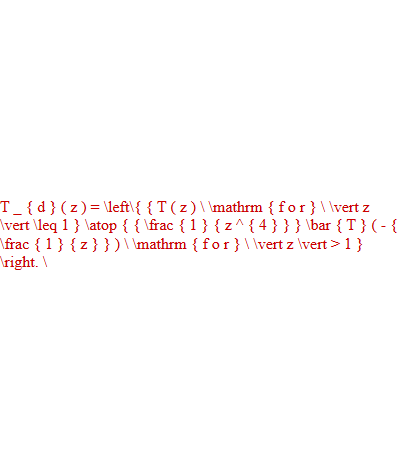 T _ { d } ( z ) = \left\{ { T ( z ) \ \mathrm { f o r } \ \vert z
\vert \leq 1 } \atop { { \frac { 1 } { z ^ { 4 } } } \bar { T } ( - {
\frac { 1 } { z } } ) \ \mathrm { f o r } \ \vert z \vert > 1 }
\right. \